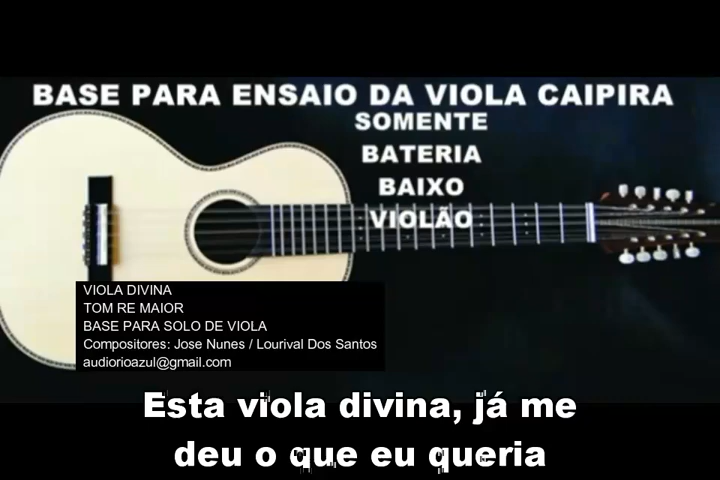 BASE PARA ENSAIO DA VIOLA CAIPIRA
SOMENTE
BATERIA
BAIXO
VIOLÃO
VIOLA DIVINA
TOM RE MAIOR
BASE PARA SOLO DE VIOLA
Compositores: Jose Nunes / Lourival Dos Santos
audiorioazul@gmail.com
Esta viola divina, já me
deu o que eu queria